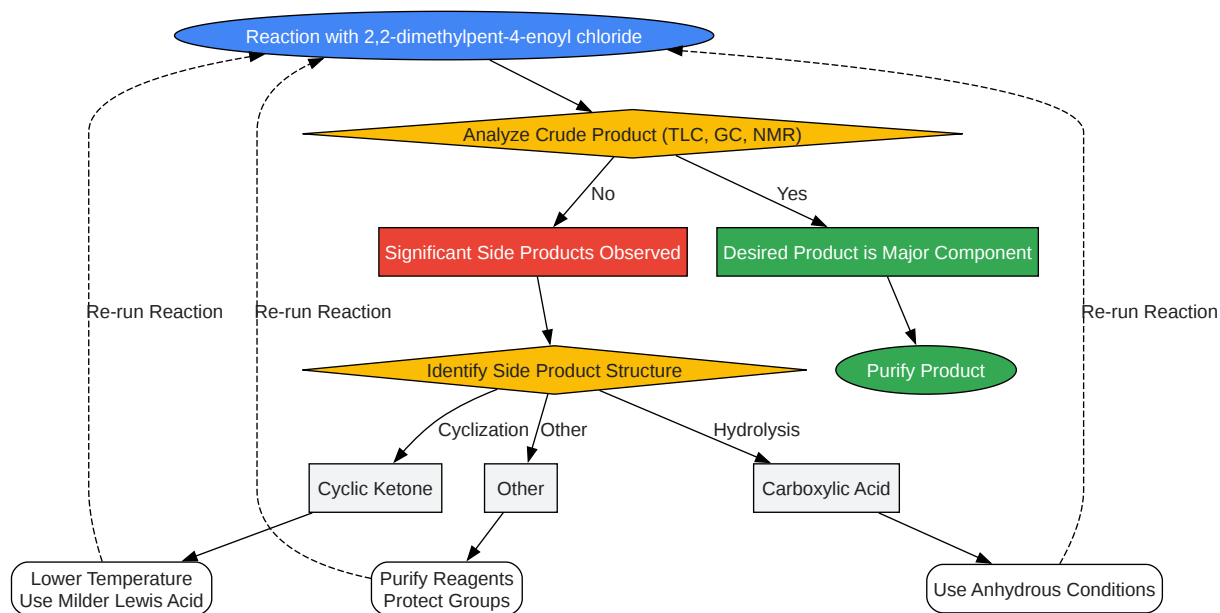 Reaction with 2,2-dimethylpent-4-enoyl chloride
Analyze Crude Product (TLC, GC, NMR)
No
Yes
Significant Side Products Observed
Desired Product is Major Component
Re-run Reaction
Re-run Reaction
Re-run Reaction
Identify Side Product Structure
Purify Product
Cyclization
Other
Hydrolysis
Cyclic Ketone
Other
Carboxylic Acid
Lower Temperature
Use Milder Lewis Acid
Purify Reagents
Protect Groups
Use Anhydrous Conditions